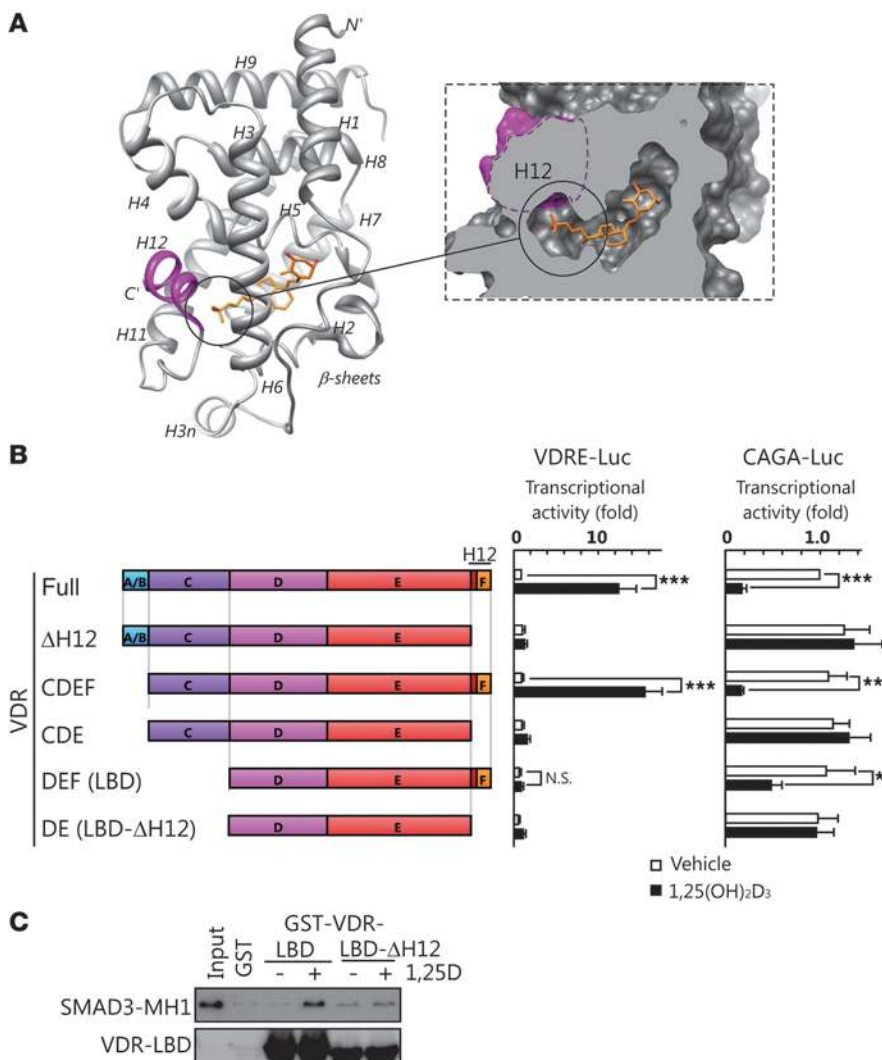 A
N'
H9
H3
H1
H8
H4
H5
H7
H12
C'
H11
H2
H6
β-sheets
H3n
H12
B
VDRE-Luc
CAGA-Luc
Transcriptional activity (fold)
Transcriptional activity (fold)
0 10
0 1.0
H12
VDR
Full A/B C D E F ***
***
ΔH12 A/B C D E
CDEF C D E F ***
**
CDE C D E
DEF (LBD) D E F N.S.
*
DE (LBD-ΔH12) D E
Vehicle
1,25(OH)₂D₃
C
GST-VDR-
Input GST LBD LBD-ΔH12
- + - + 1,25D
SMAD3-MH1
VDR-LBD